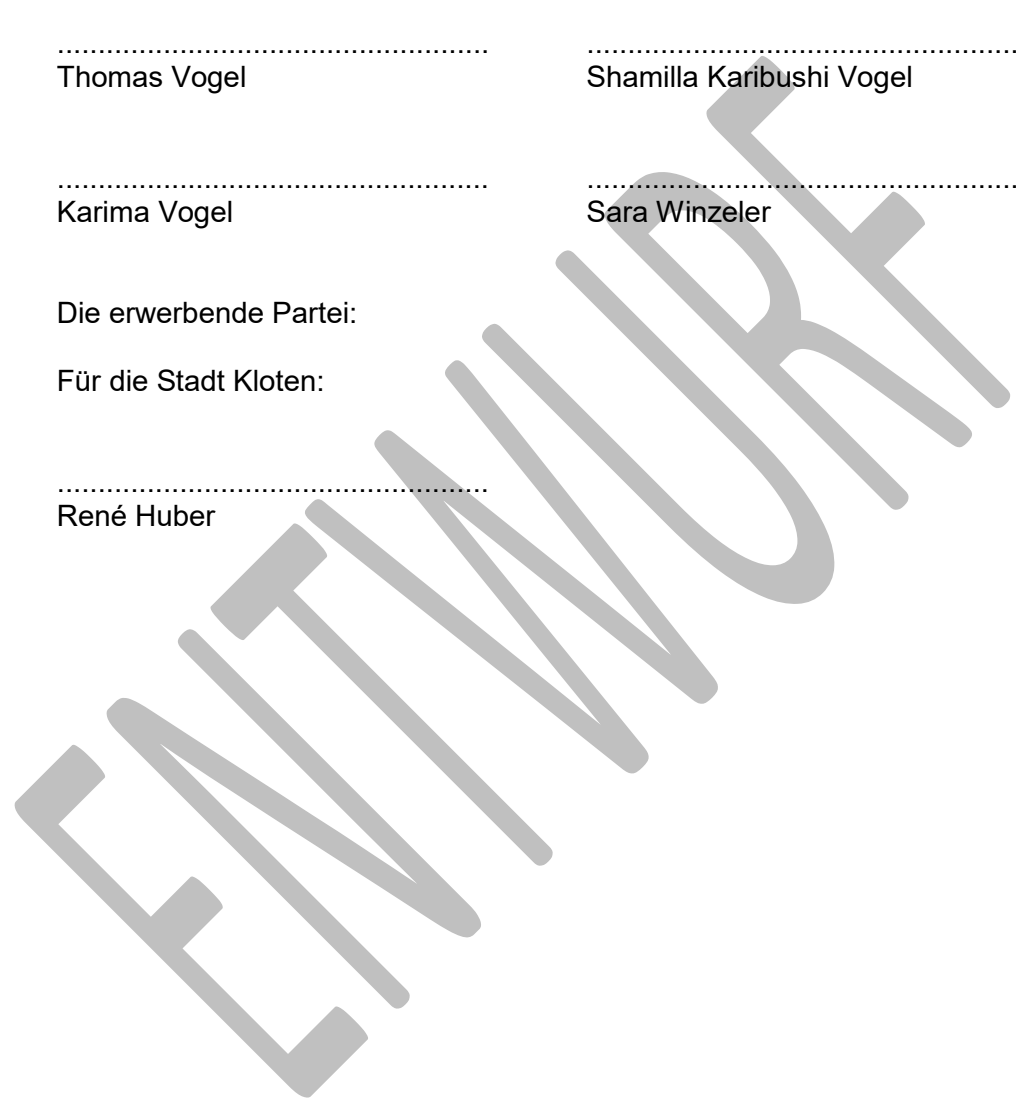 ..................................................... .....................................................
Thomas Vogel Shamilla Karibushi Vogel
..................................................... .....................................................
Karima Vogel Sara Winzeler
Die erwerbende Partei:
Für die Stadt Kloten:
.....................................................
René Huber
ENTWURF